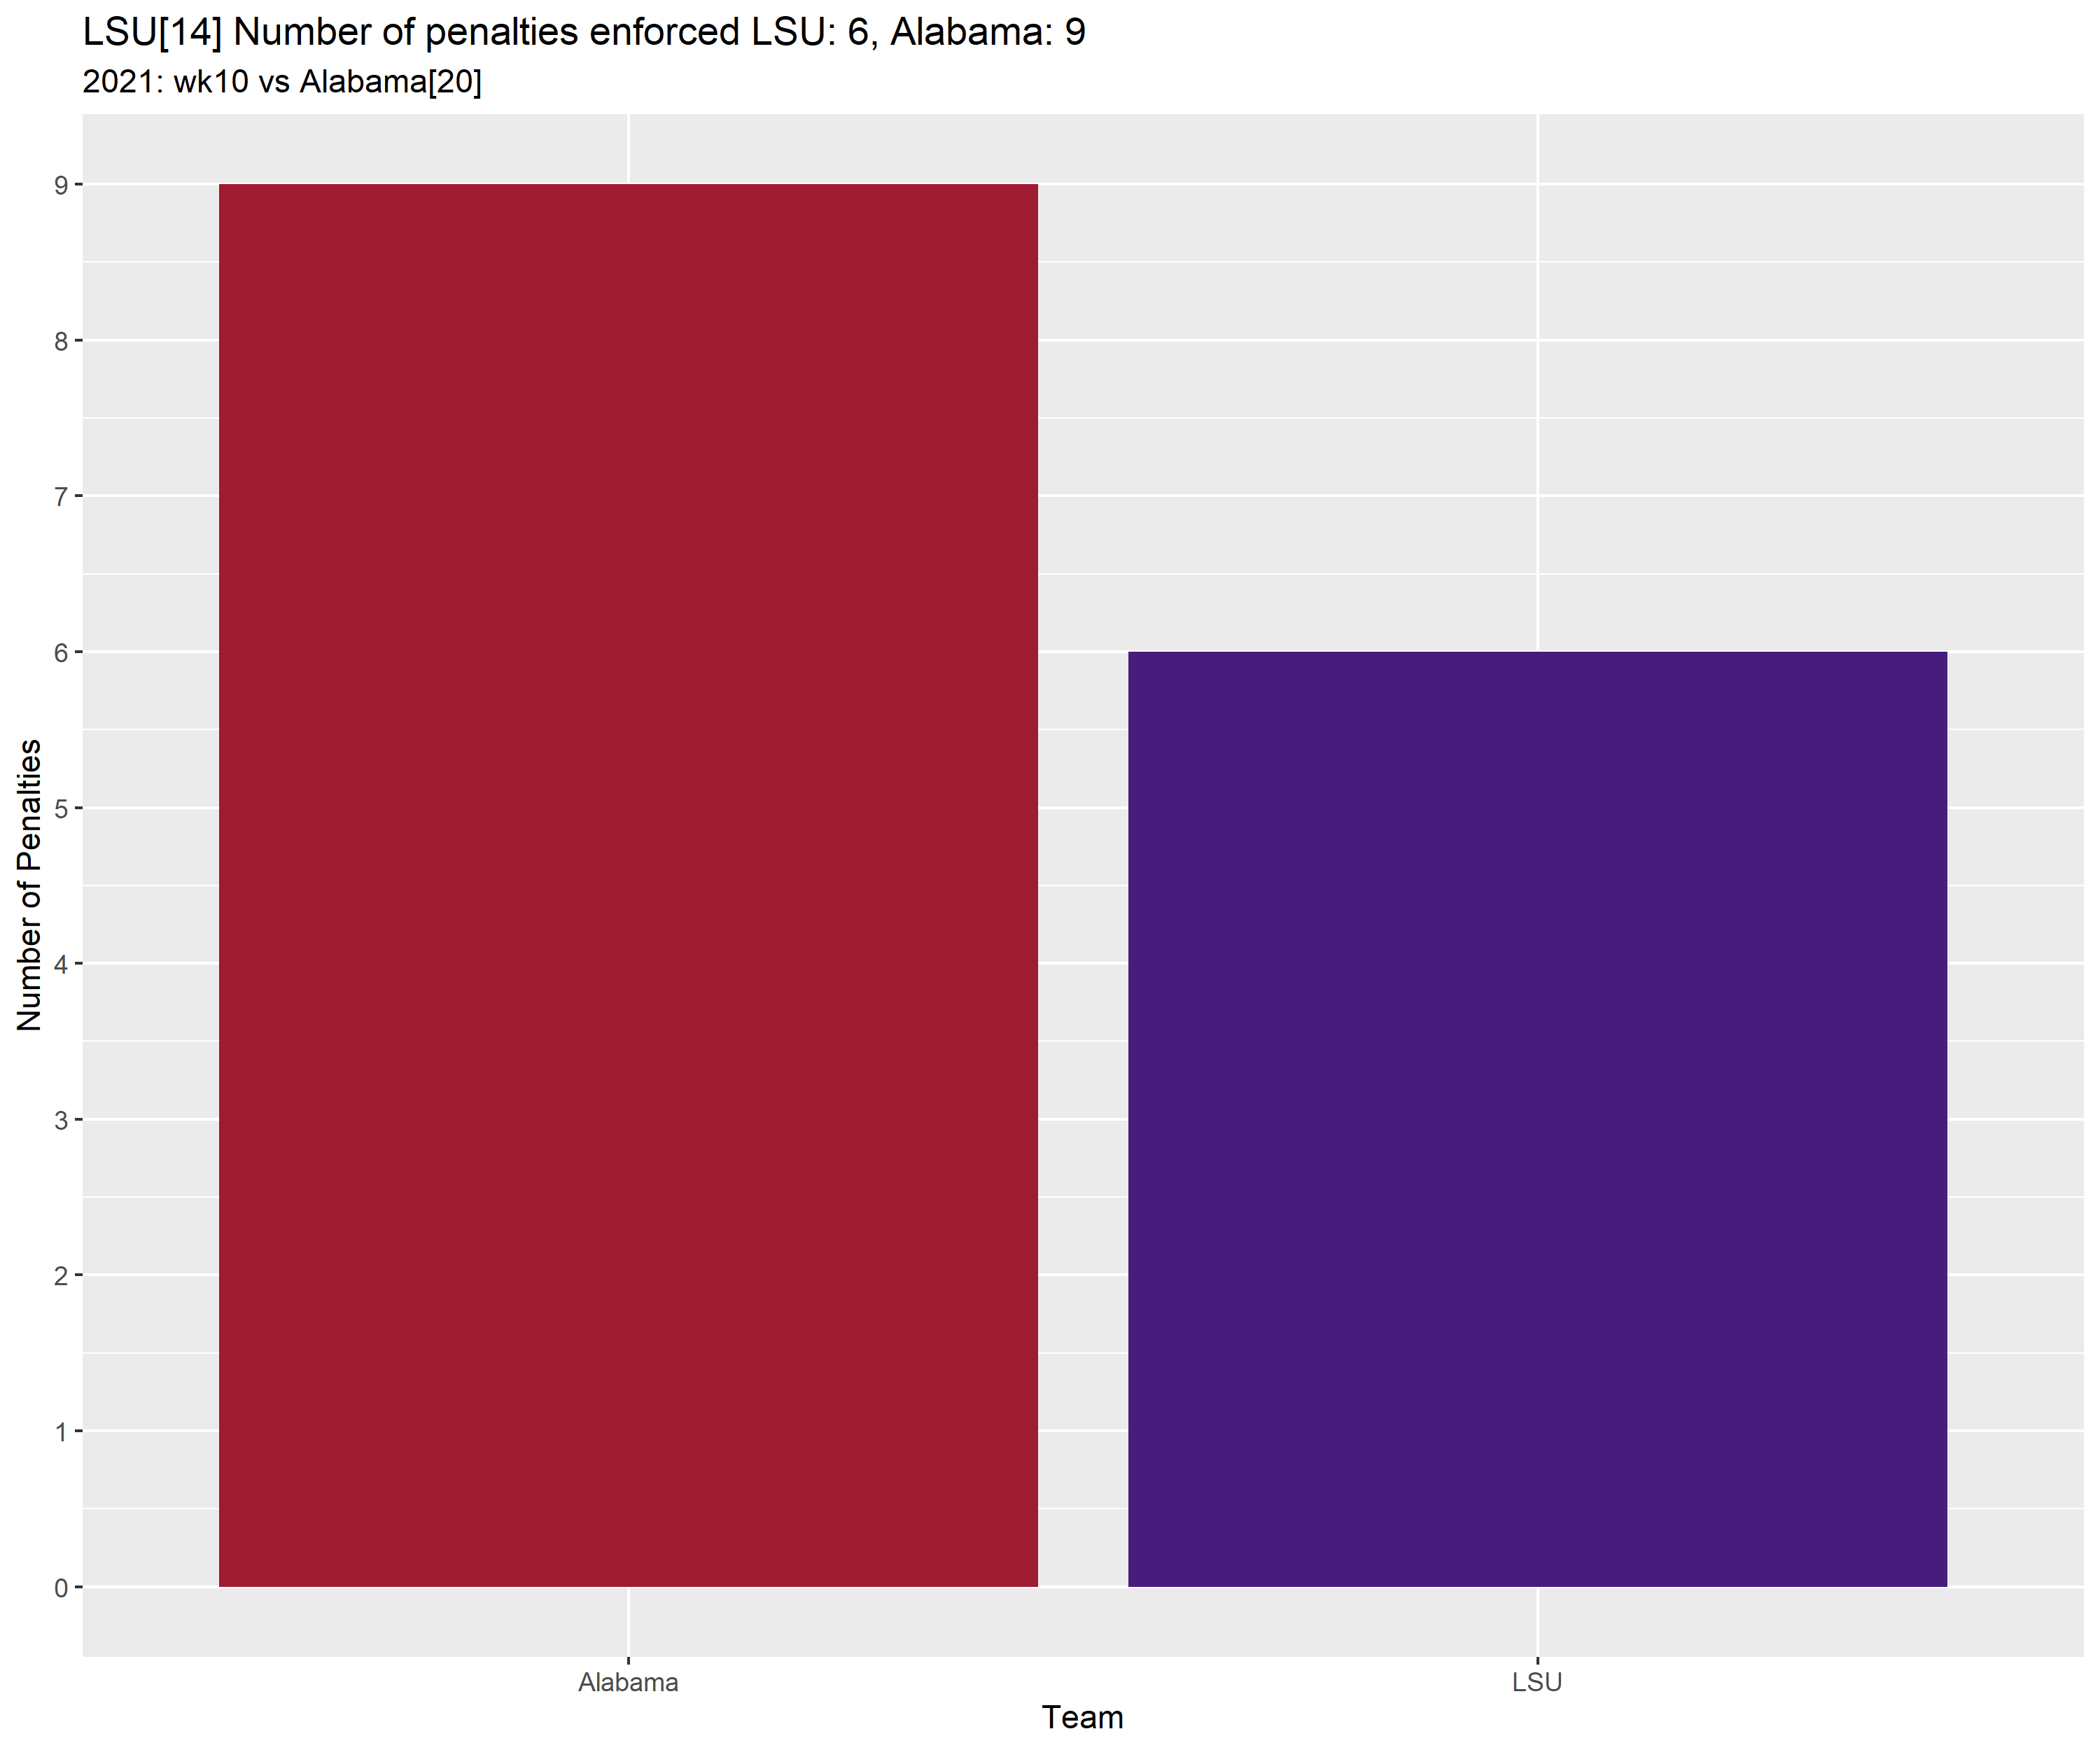 LSU[14] Number of penalties enforced LSU: 6, Alabama: 9
2021: wk10 vs Alabama[20]
Number of Penalties
9
8
7
6
5
4
3
2
1
0
Alabama
LSU
Team